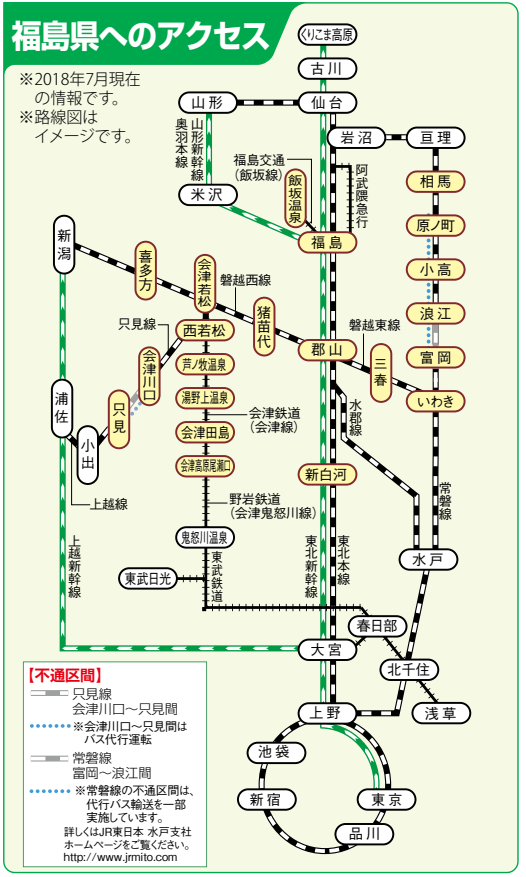 福島県へのアクセス
※2018年7月現在
の情報です。
※路線図は
イメージです。
くりこま高原
古川
山形
仙台
岩沼
亘理
奥羽本線
山形新幹線
福島交通
(飯坂線)
飯坂温泉
阿武隈急行
相馬
米沢
原ノ町
福島
新潟
喜多方
会津若松
磐越西線
小高
猪苗代
浪江
只見線
西若松
磐越東線
郡山
三春
富岡
会津川口
芦ノ牧温泉
いわき
浦佐
只見
湯野上温泉
会津鉄道
(会津線)
水郡線
小出
会津田島
会津高原尾瀬口
新白河
上越線
野岩鉄道
(会津鬼怒川線)
常磐線
上越新幹線
鬼怒川温泉
東北新幹線
東北本線
水戸
東武日光
東武鉄道
春日部
大宮
北千住
上野
浅草
池袋
新宿
東京
品川
【不通区間】
只見線
会津川口〜只見間
※会津川口〜只見間は
バス代行運転
常磐線
富岡〜浪江間
※常磐線の不通区間は、
代行バス輸送を一部
実施しています。
詳しくはJR東日本 水戸支社
ホームページをご覧ください。
http://www.jrmito.com